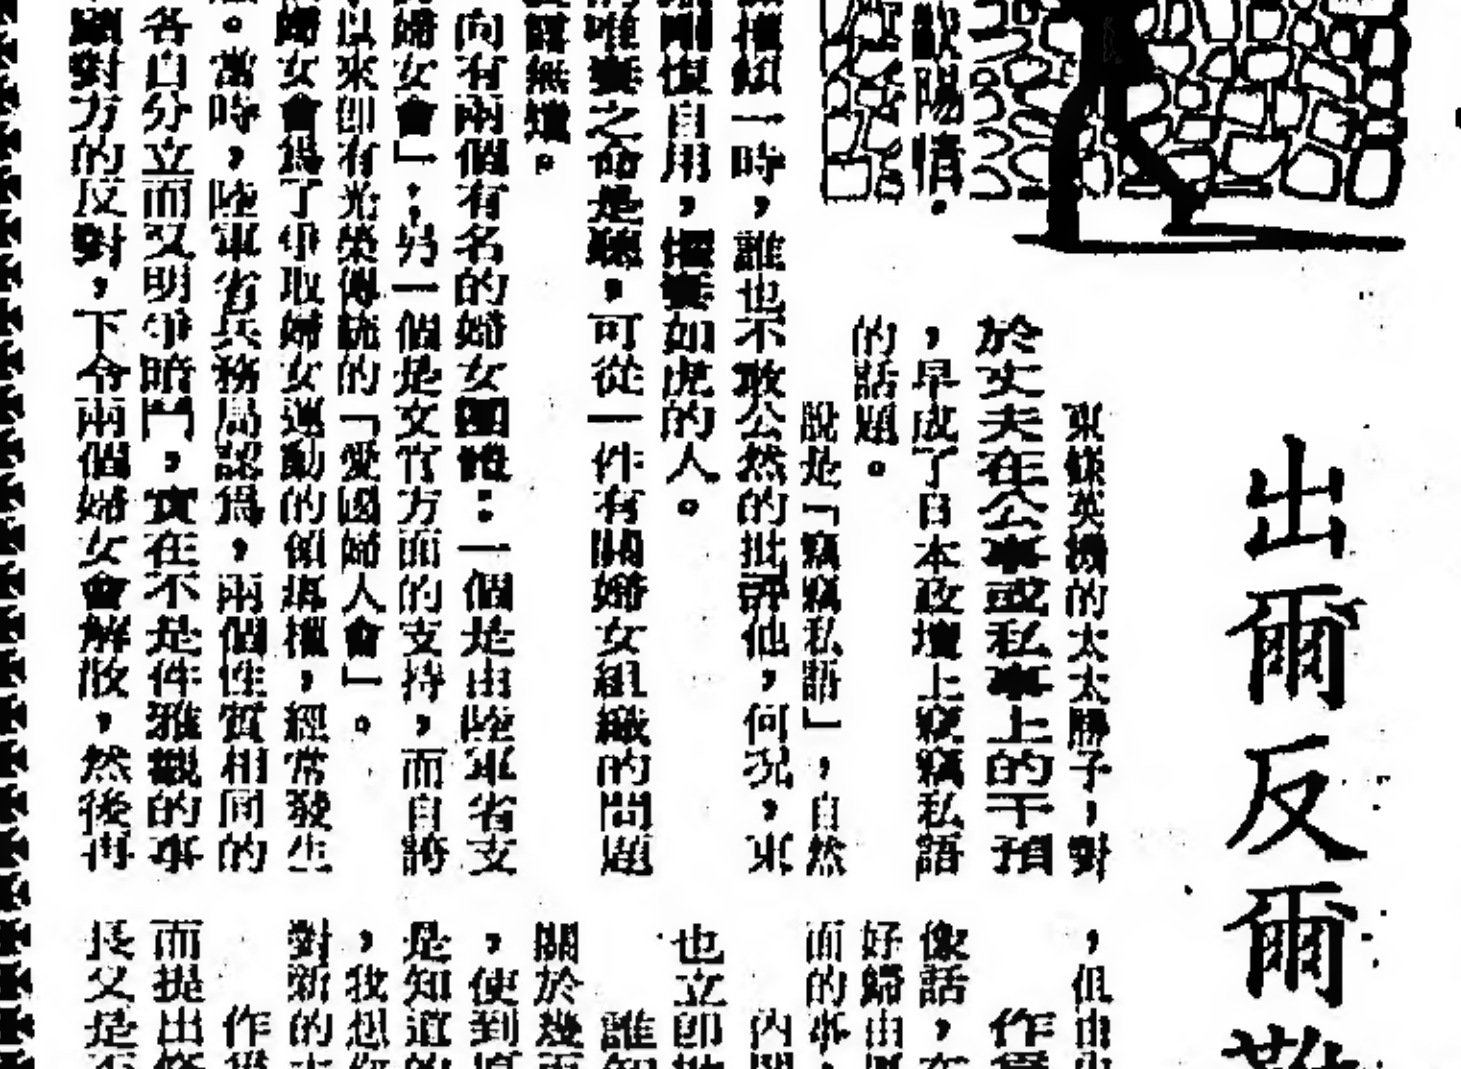 出爾反爾
東條英機的太太勝子，對
於丈夫在公事或私事上的干預
，早成了日本政壇上竊竊私語
的話題。
說是「竊竊私語」，自然
一時，誰也不敢公然的批評他，何況，東
剛愎自用，懼妻如虎的人。
唯妻之命是聽，可從一件有關婦女組織的問題
無遺。
向有兩個有名的婦女團體：一個是由陸軍省支
婦女會」，另一個是文官方面的支持，而自誇
以來即有光榮傳統的「愛國婦人會」。
婦女會爲了爭取婦女運動的領導權，經常發生
。當時，陸軍省兵務局認爲，兩個性質相同的
各自分立而又明爭暗鬥，實在不是件雅觀的事
顧對方的反對，下令兩個婦女會解散，然後再
，但由
作爲
像話，在
好歸由
面的事，
內閣
也立即
誰知
關於幾
，使到
是知道的
，我想你
對新的
作爲
而提出
長又是否